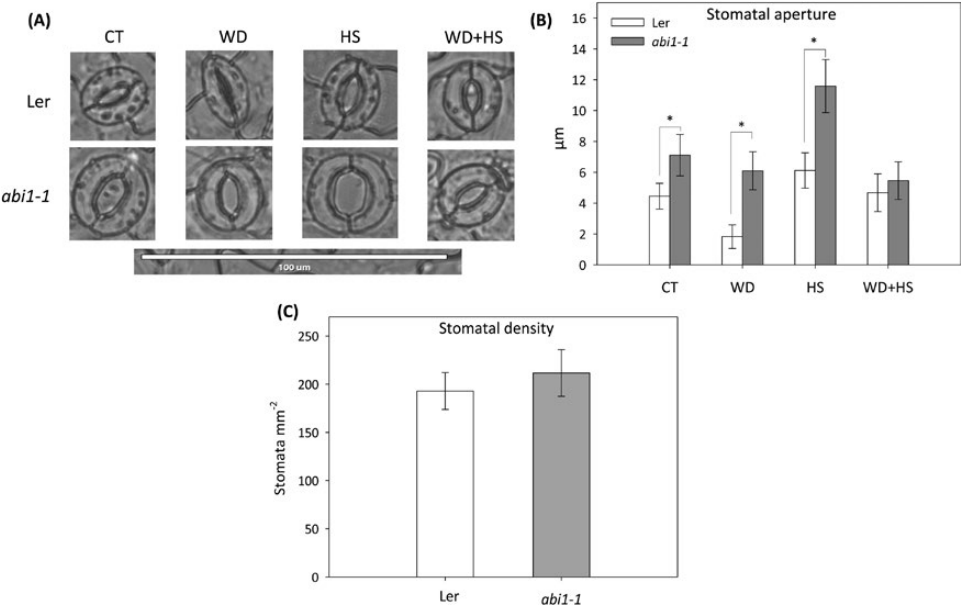 (A)
CT WD HS WD+HS
Ler
abi1-1
100 um
(B)
Stomatal aperture
Ler
abi1-1
16
14
12
10
8
6
4
2
0
μm
* * *
CT WD HS WD+HS
(C)
Stomatal density
250
200
150
100
50
0
Stomata mm-2
Ler abi1-1